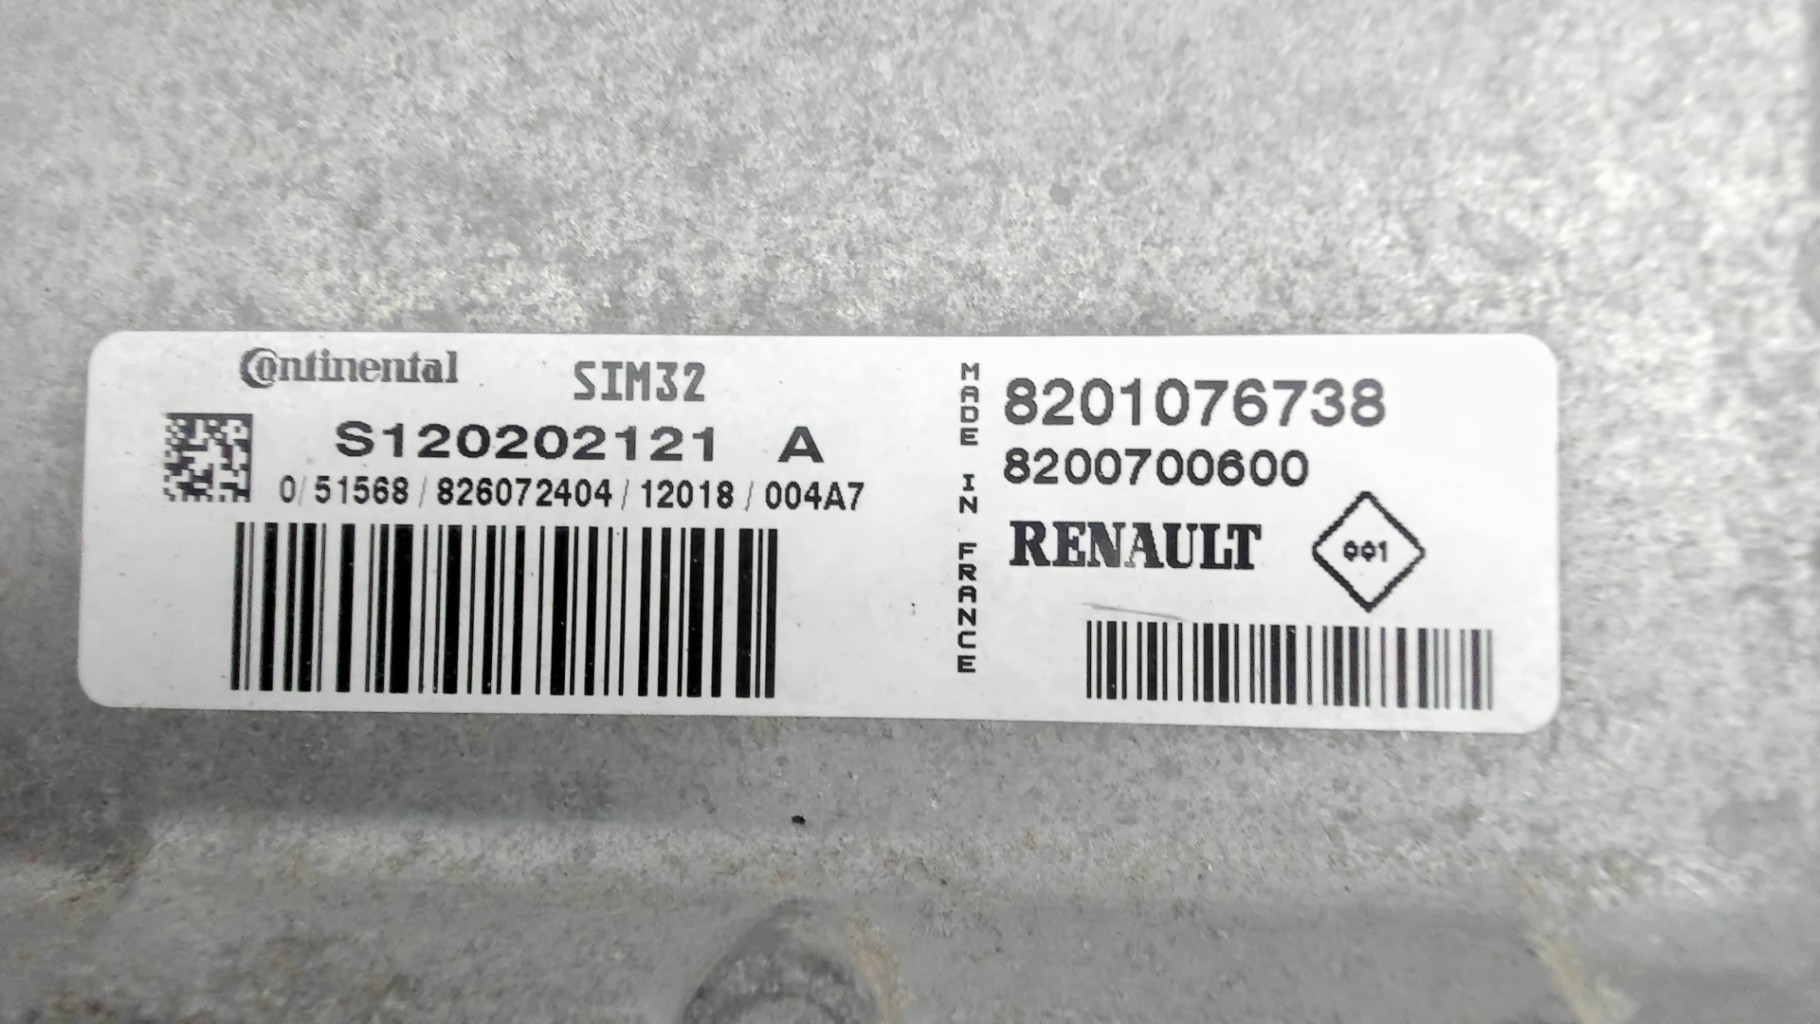 Continental SIM32
S120202121 A
0/51568/826072404/12018/004A7
MADE IN FRANCE
8201076738
8200700600
RENAULT 001